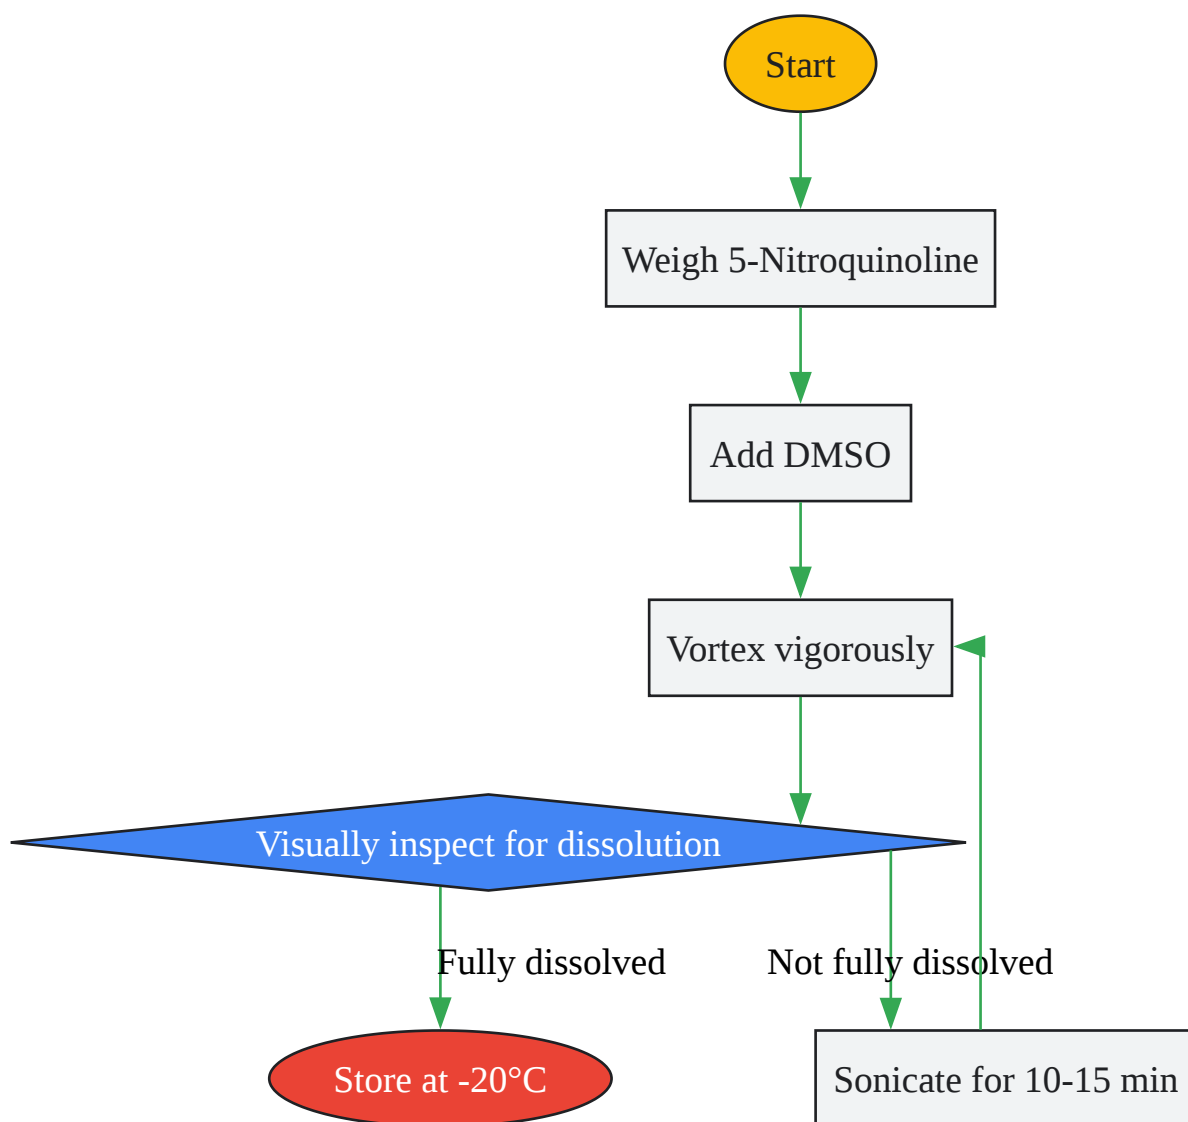 Start
Weigh 5-Nitroquinoline
Add DMSO
Vortex vigorously
Visually inspect for dissolution
Fully dissolved
Not fully dissolved
Store at -20°C
Sonicate for 10-15 min